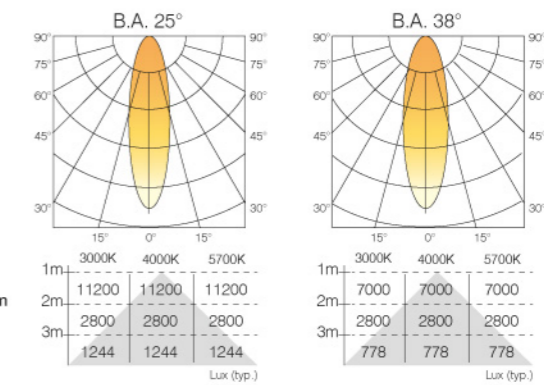 B.A. 25°
90° 90°
75° 75°
60° 60°
45° 45°
30° 30°
15° 0° 15°
3000K 4000K 5700K
1m
11200 11200 11200
2m
2800 2800 2800
3m
1244 1244 1244
Lux (typ.)
B.A. 38°
90° 90°
75° 75°
60° 60°
45° 45°
30° 30°
15° 0° 15°
3000K 4000K 5700K
1m
7000 7000 7000
2m
2800 2800 2800
3m
778 778 778
Lux (typ.)